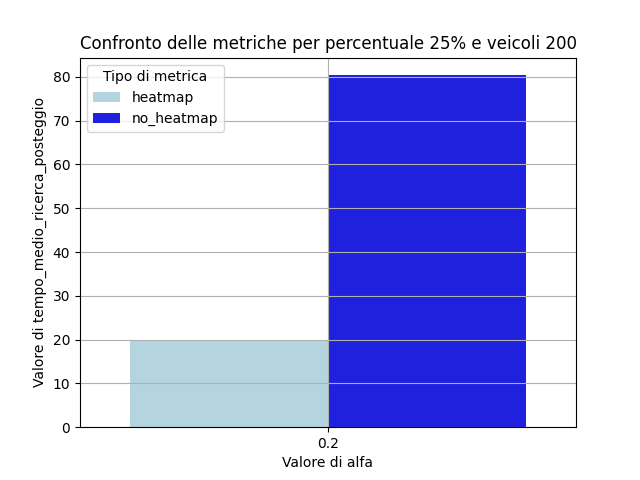 Confronto delle metriche per percentuale 25% e veicoli 200
Tipo di metrica
heatmap
no_heatmap
Valore di tempo_medio_ricerca_posteggio
80
70
60
50
40
30
20
10
0
0.2
Valore di alfa